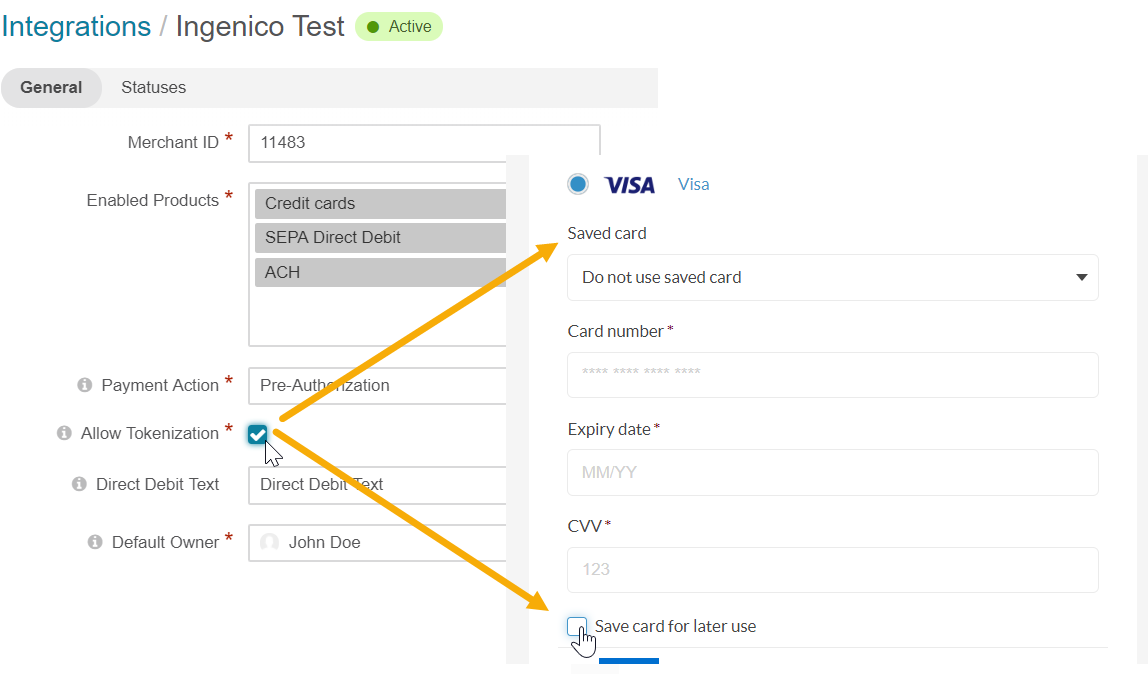 Integrations / Ingenico Test Active
General Statuses
Merchant ID * 11483
Enabled Products * Credit cards
SEPA Direct Debit
ACH
Payment Action * Pre-Authorization
Allow Tokenization *
Direct Debit Text Direct Debit Text
Default Owner * John Doe
VISA Visa
Saved card
Do not use saved card
Card number *
**** **** **** ****
Expiry date *
MM/YY
CVV *
123
Save card for later use